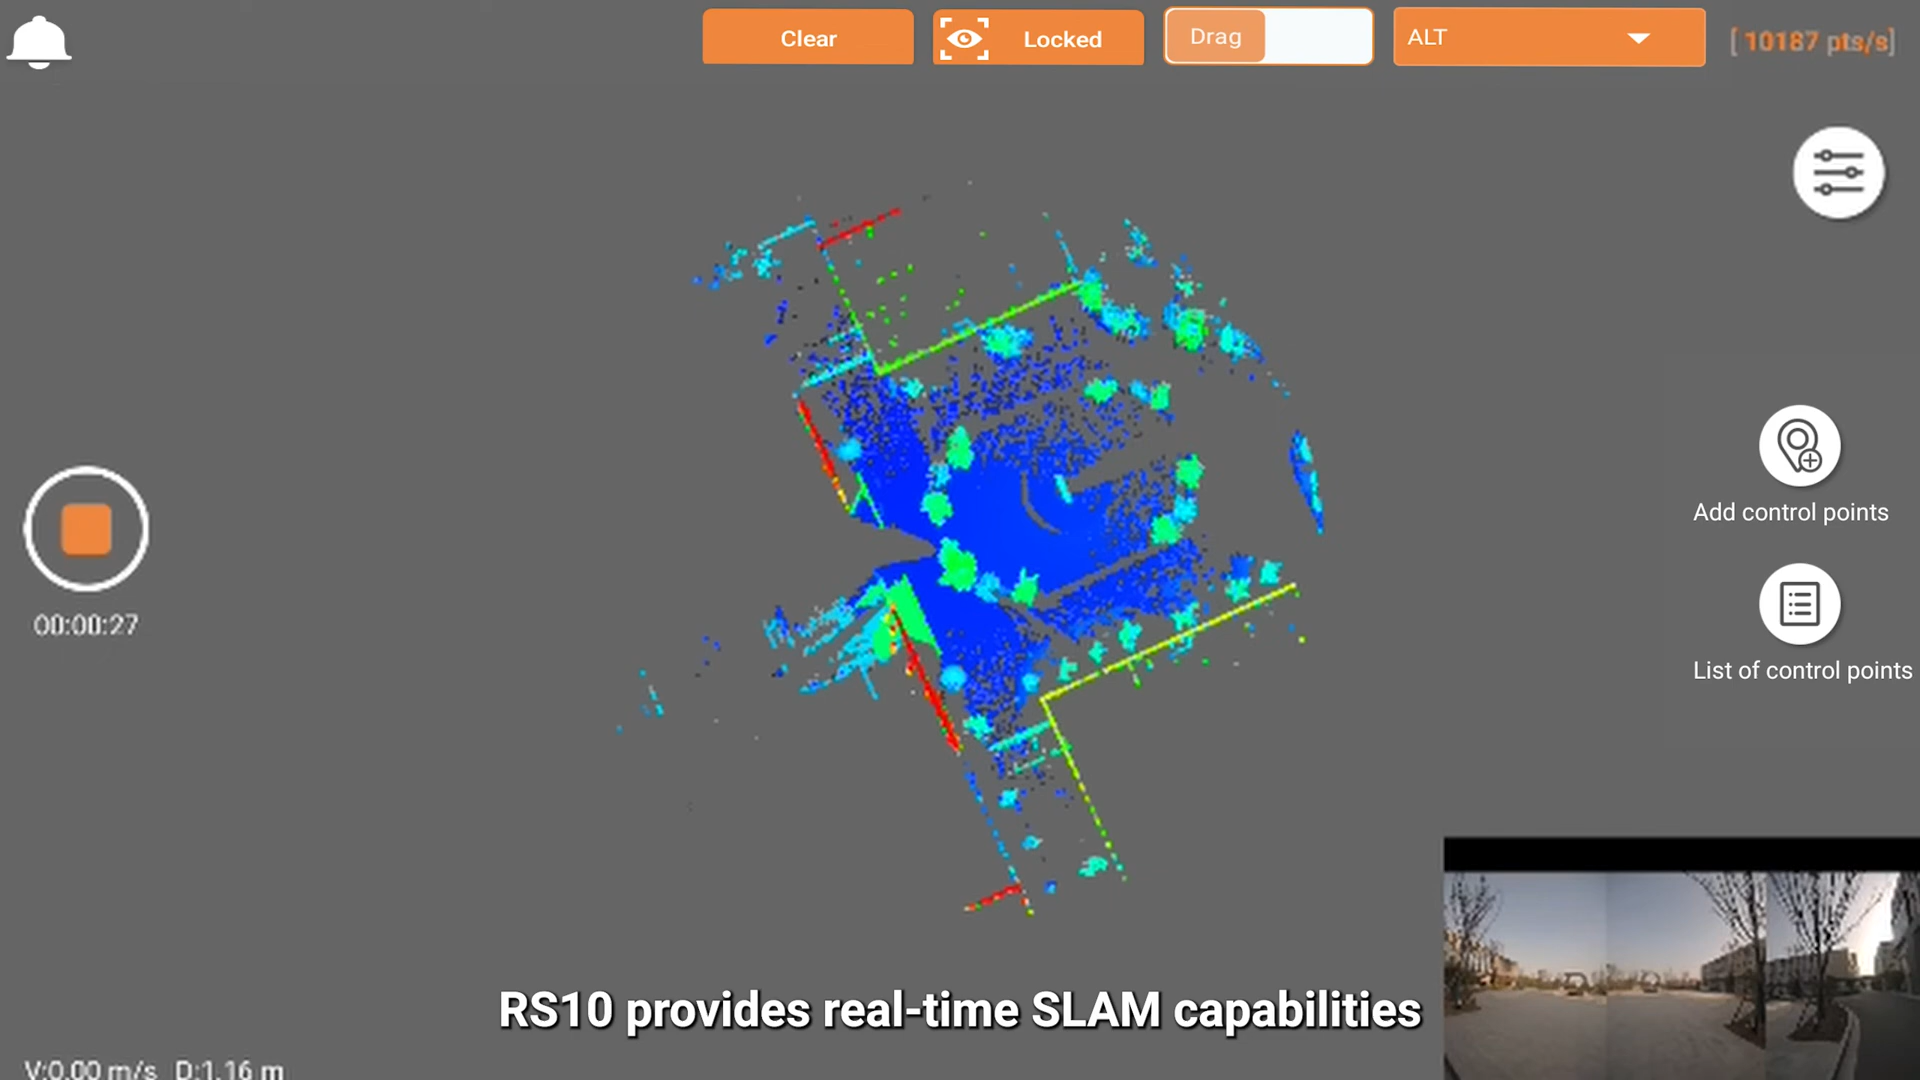 Clear
Locked
Drag
ALT
[ 10187 pts/s]
Add control points
00:00:27
List of control points
RS10 provides real-time SLAM capabilities
V:0.00 m/s D:1.16 m